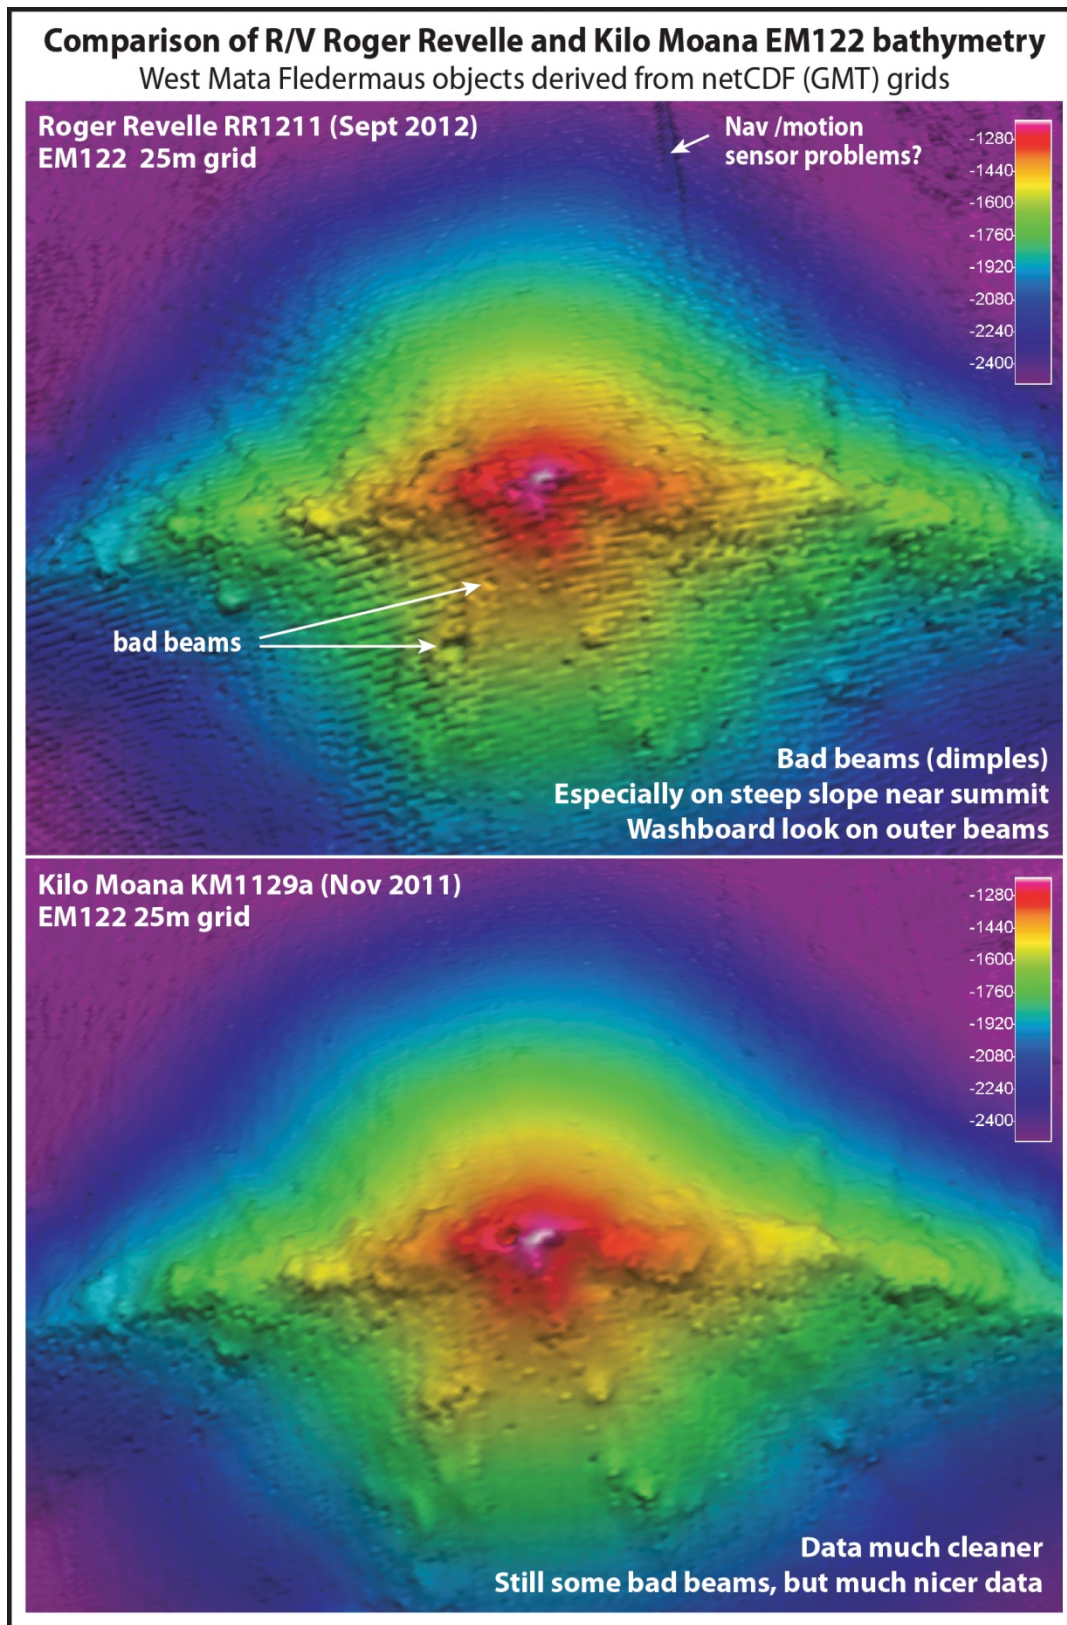 Comparison of R/V Roger Revelle and Kilo Moana EM122 bathymetry
West Mata Fledermaus objects derived from netCDF (GMT) grids
Roger Revelle RR1211 (Sept 2012)
EM122  25m grid
Nav /motion
sensor problems?
-1280
-1440
-1600
-1760
-1920
-2080
-2240
-2400
bad beams
Bad beams (dimples)
Especially on steep slope near summit
Washboard look on outer beams
Kilo Moana KM1129a (Nov 2011)
EM122 25m grid
-1280
-1440
-1600
-1760
-1920
-2080
-2240
-2400
Data much cleaner
Still some bad beams, but much nicer data